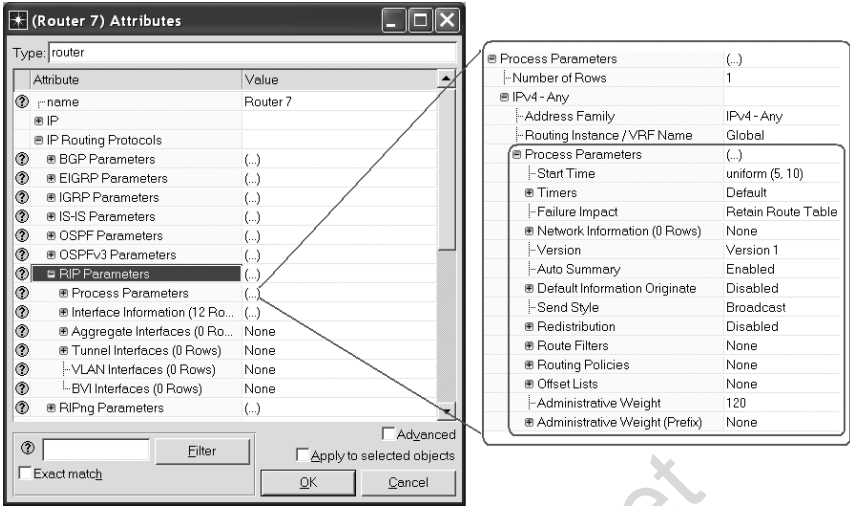 (Router 7) Attributes
Type: router
Attribute Value
name Router 7
IP
IP Routing Protocols
BGP Parameters (...)
EIGRP Parameters (...)
IGRP Parameters (...)
IS-IS Parameters (...)
OSPF Parameters (...)
OSPFv3 Parameters (...)
RIP Parameters (...)
Process Parameters (...)
Interface Information (12 Ro... (...)
Aggregate Interfaces (0 Ro... None
Tunnel Interfaces (0 Rows) None
VLAN Interfaces (0 Rows) None
BVI Interfaces (0 Rows) None
RIPng Parameters (...)
Advanced
Filter
Apply to selected objects
Exact match
OK Cancel
Process Parameters (...)
Number of Rows 1
IPv4 - Any
Address Family IPv4 - Any
Routing Instance / VRF Name Global
Process Parameters (...)
Start Time uniform (5, 10)
Timers Default
Failure Impact Retain Route Table
Network Information (0 Rows) None
Version Version 1
Auto Summary Enabled
Default Information Originate Disabled
Send Style Broadcast
Redistribution Disabled
Route Filters None
Routing Policies None
Offset Lists None
Administrative Weight 120
Administrative Weight (Prefix) None